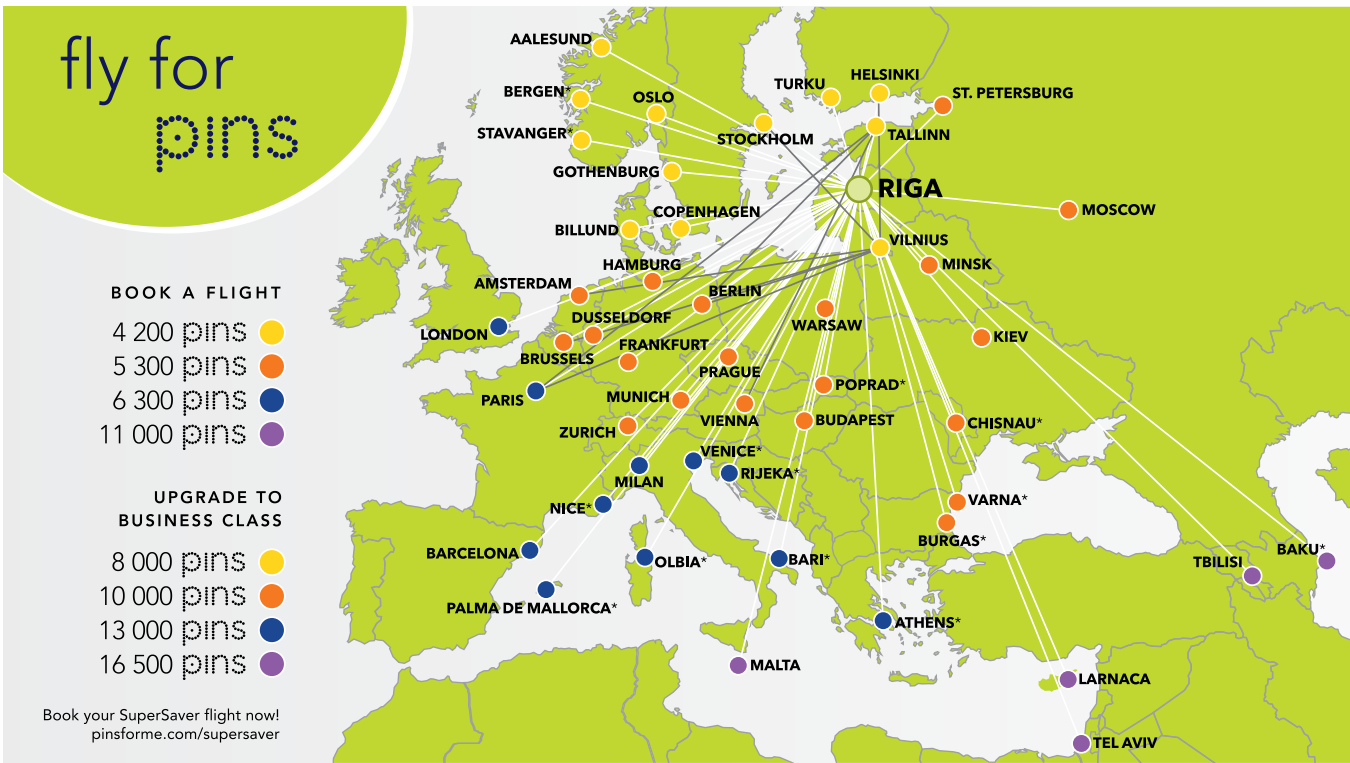 fly for
pins
BOOK A FLIGHT
4 200 pins
5 300 pins
6 300 pins
11 000 pins
UPGRADE TO
BUSINESS CLASS
8 000 pins
10 000 pins
13 000 pins
16 500 pins
Book your SuperSaver flight now!
pinsforme.com/supersaver
AALESUND
BERGEN*
OSLO
STAVANGER*
STOCKHOLM
TURKU
HELSINKI
ST. PETERSBURG
TALLINN
GOTHENBURG
RIGA
MOSCOW
COPENHAGEN
BILLUND
VILNIUS
MINSK
HAMBURG
AMSTERDAM
BERLIN
DUSSELDORF
WARSAW
LONDON
KIEV
BRUSSELS
FRANKFURT
PRAGUE
POPRAD*
PARIS
MUNICH
VIENNA
BUDAPEST
CHISNAU*
ZURICH
VENICE*
RIJEKA*
MILAN
NICE*
VARNA*
BURGAS*
BARCELONA
OLBIA*
BARI*
TBILISI
BAKU*
PALMA DE MALLORCA*
ATHENS*
MALTA
LARNACA
TEL AVIV